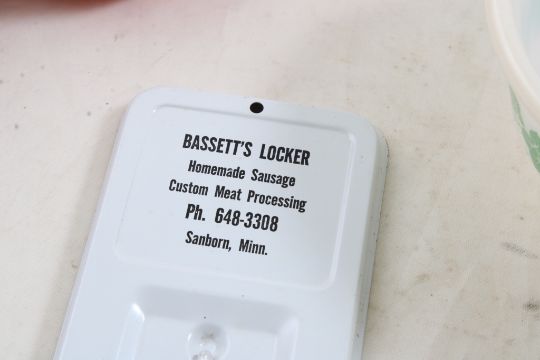 BASSETT'S LOCKER
Homemade Sausage
Custom Meat Processing
Ph. 648-3308
Sanborn, Minn.